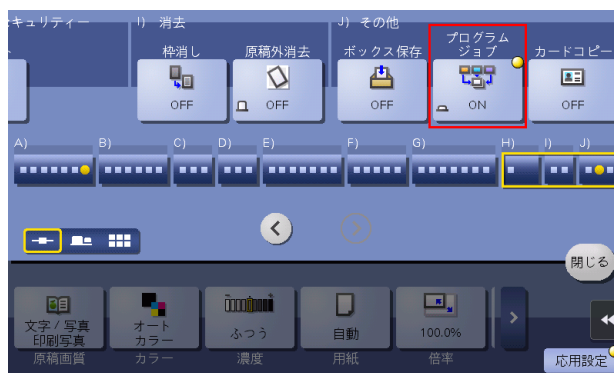 キュリティー
I) 消去
J) その他
枠消し
原稿外消去
ボックス保存
プログラム
ジョブ
カードコピー
OFF
OFF
OFF
ON
OFF
A)
B)
C)
D)
E)
F)
G)
H)
I)
J)
閉じる
文字/写真
印刷写真
オート
カラー
ふつう
自動
100.0%
原稿画質
カラー
濃度
用紙
倍率
応用設定